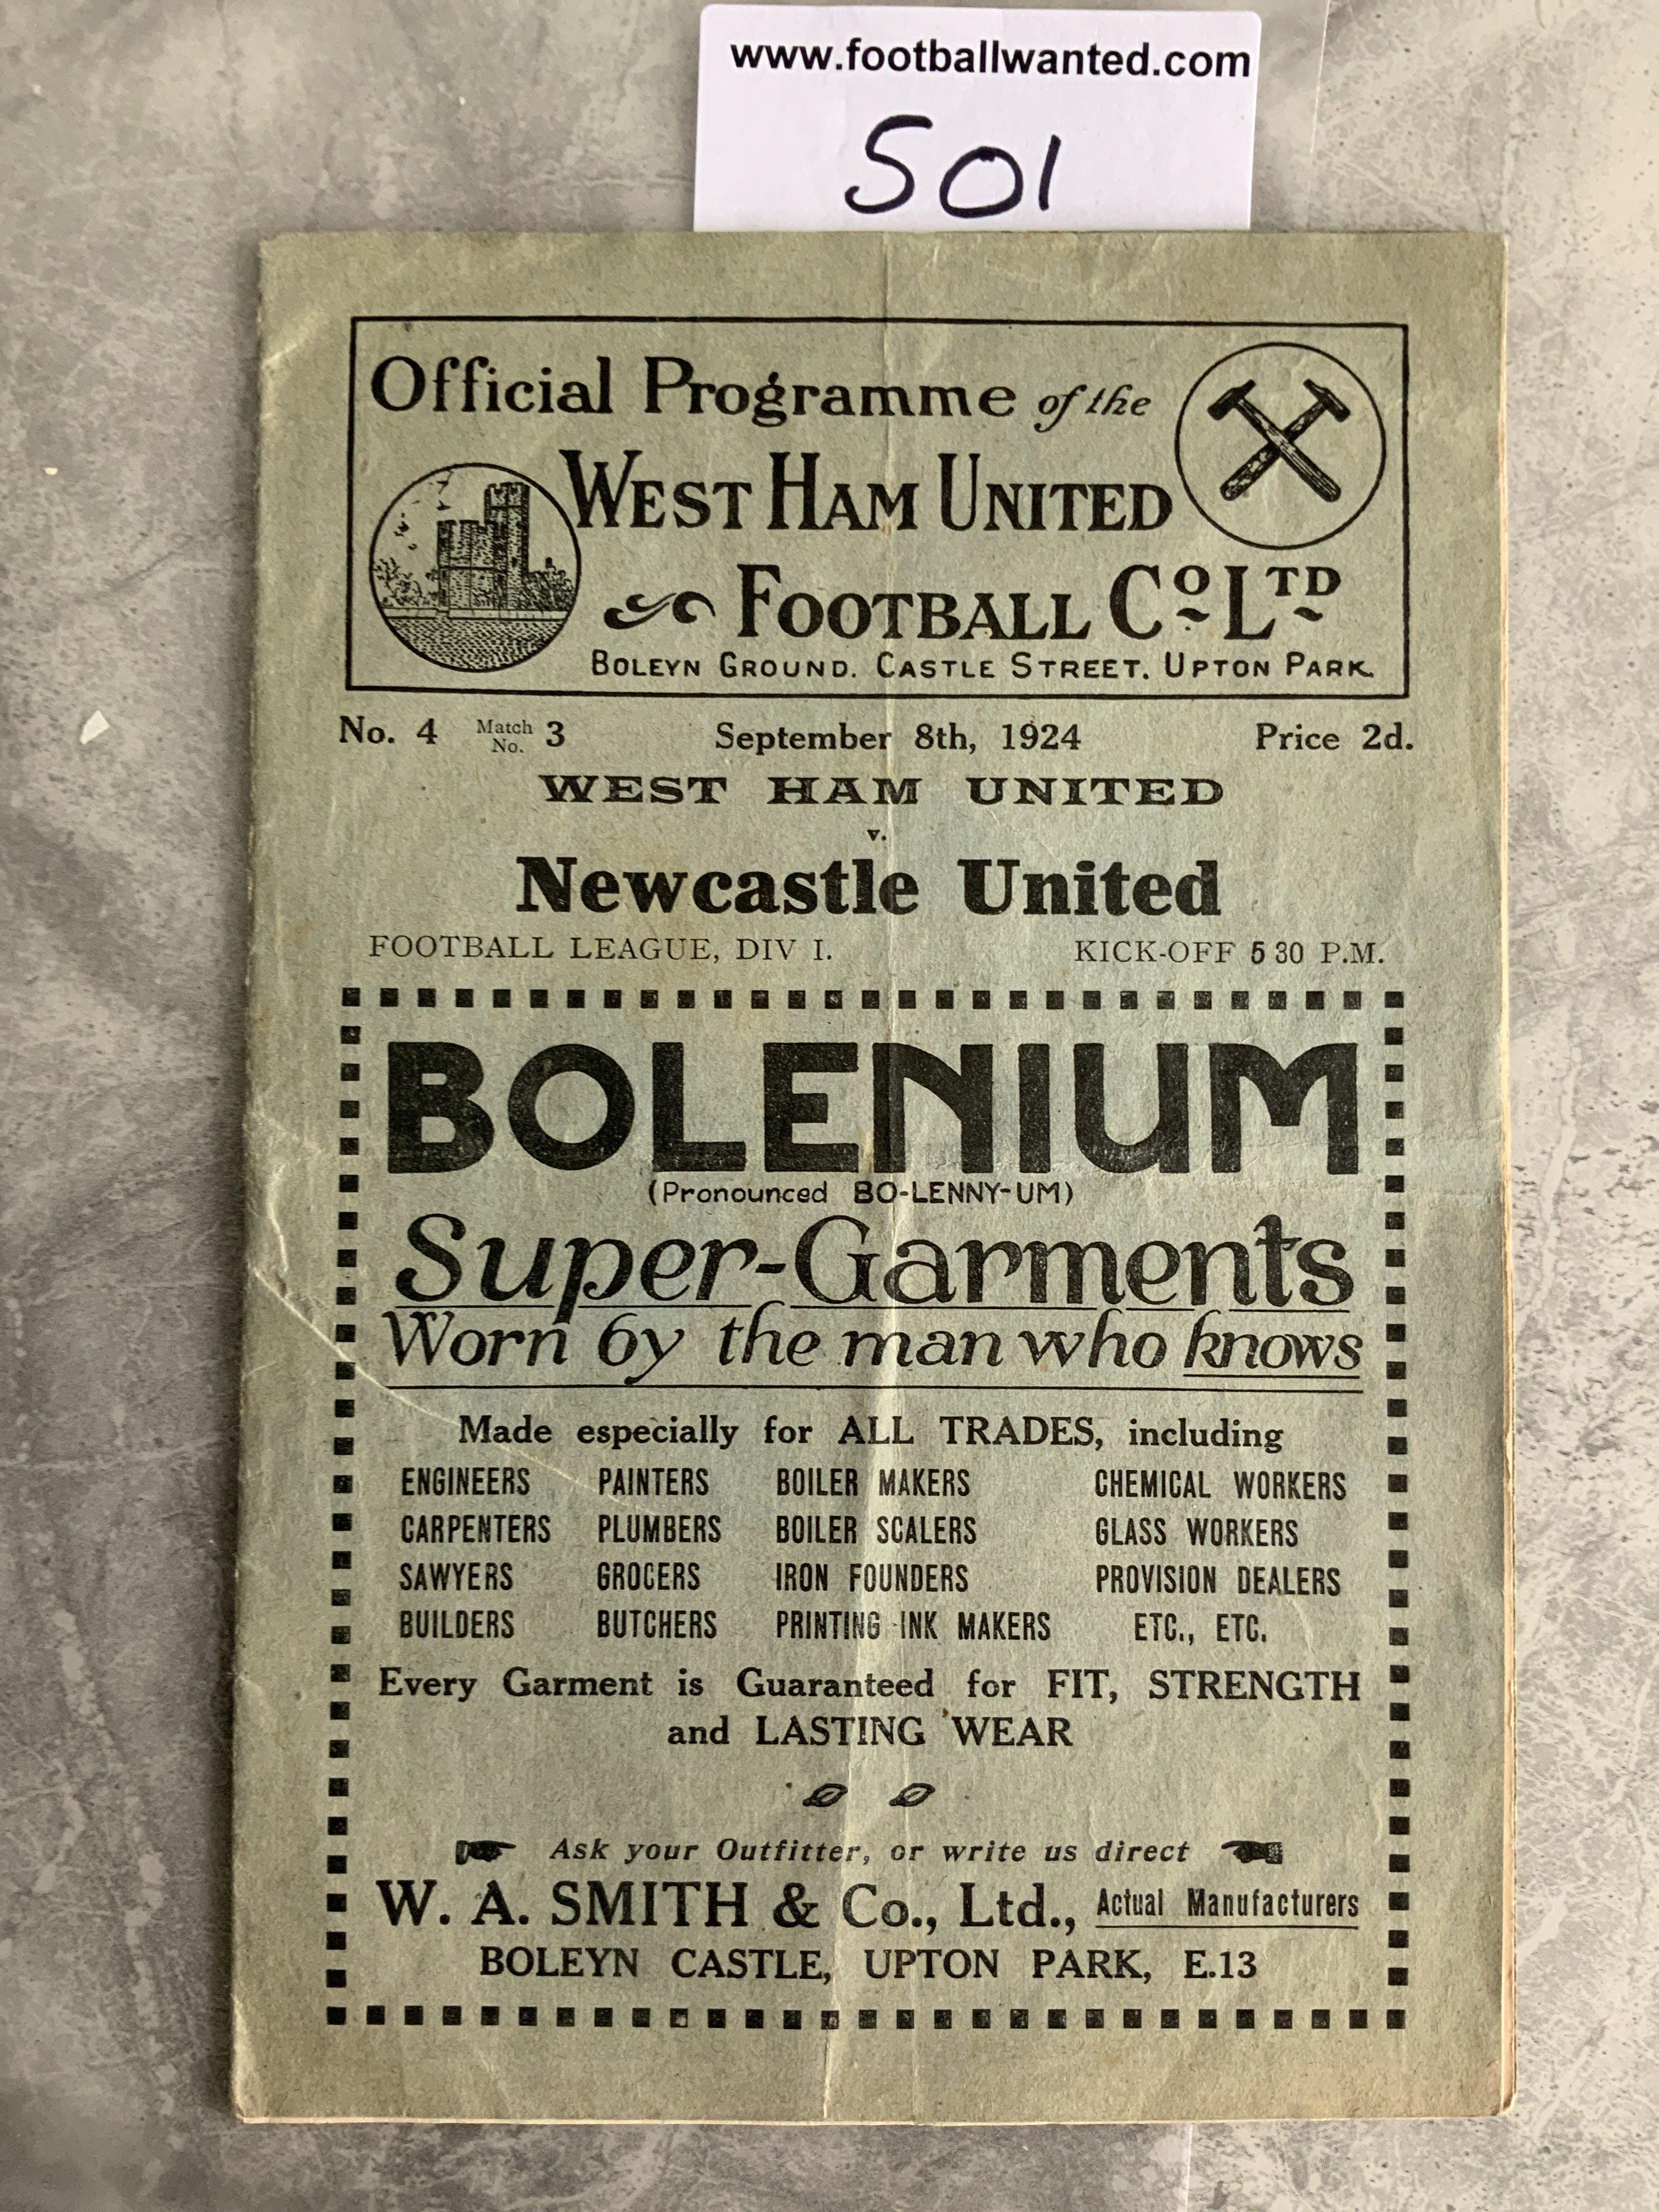 www.footballwanted.com
501
Official Programme of the
WEST HAM UNITED
FOOTBALL CO LTD
BOLEYN GROUND. CASTLE STREET. UPTON PARK.
No. 4 Match No. 3 September 8th, 1924 Price 2d.
WEST HAM UNITED
v.
Newcastle United
FOOTBALL LEAGUE, DIV I. KICK-OFF 5 30 P.M.
BOLENIUM
(Pronounced BO-LENNY-UM)
Super-Garments
Worn by the man who knows
Made especially for ALL TRADES, including
ENGINEERS PAINTERS BOILER MAKERS CHEMICAL WORKERS
CARPENTERS PLUMBERS BOILER SCALERS GLASS WORKERS
SAWYERS GROCERS IRON FOUNDERS PROVISION DEALERS
BUILDERS BUTCHERS PRINTING INK MAKERS ETC., ETC.
Every Garment is Guaranteed for FIT, STRENGTH
and LASTING WEAR
Ask your Outfitter, or write us direct
W. A. SMITH & Co., Ltd., Actual Manufacturers
BOLEYN CASTLE, UPTON PARK, E.13